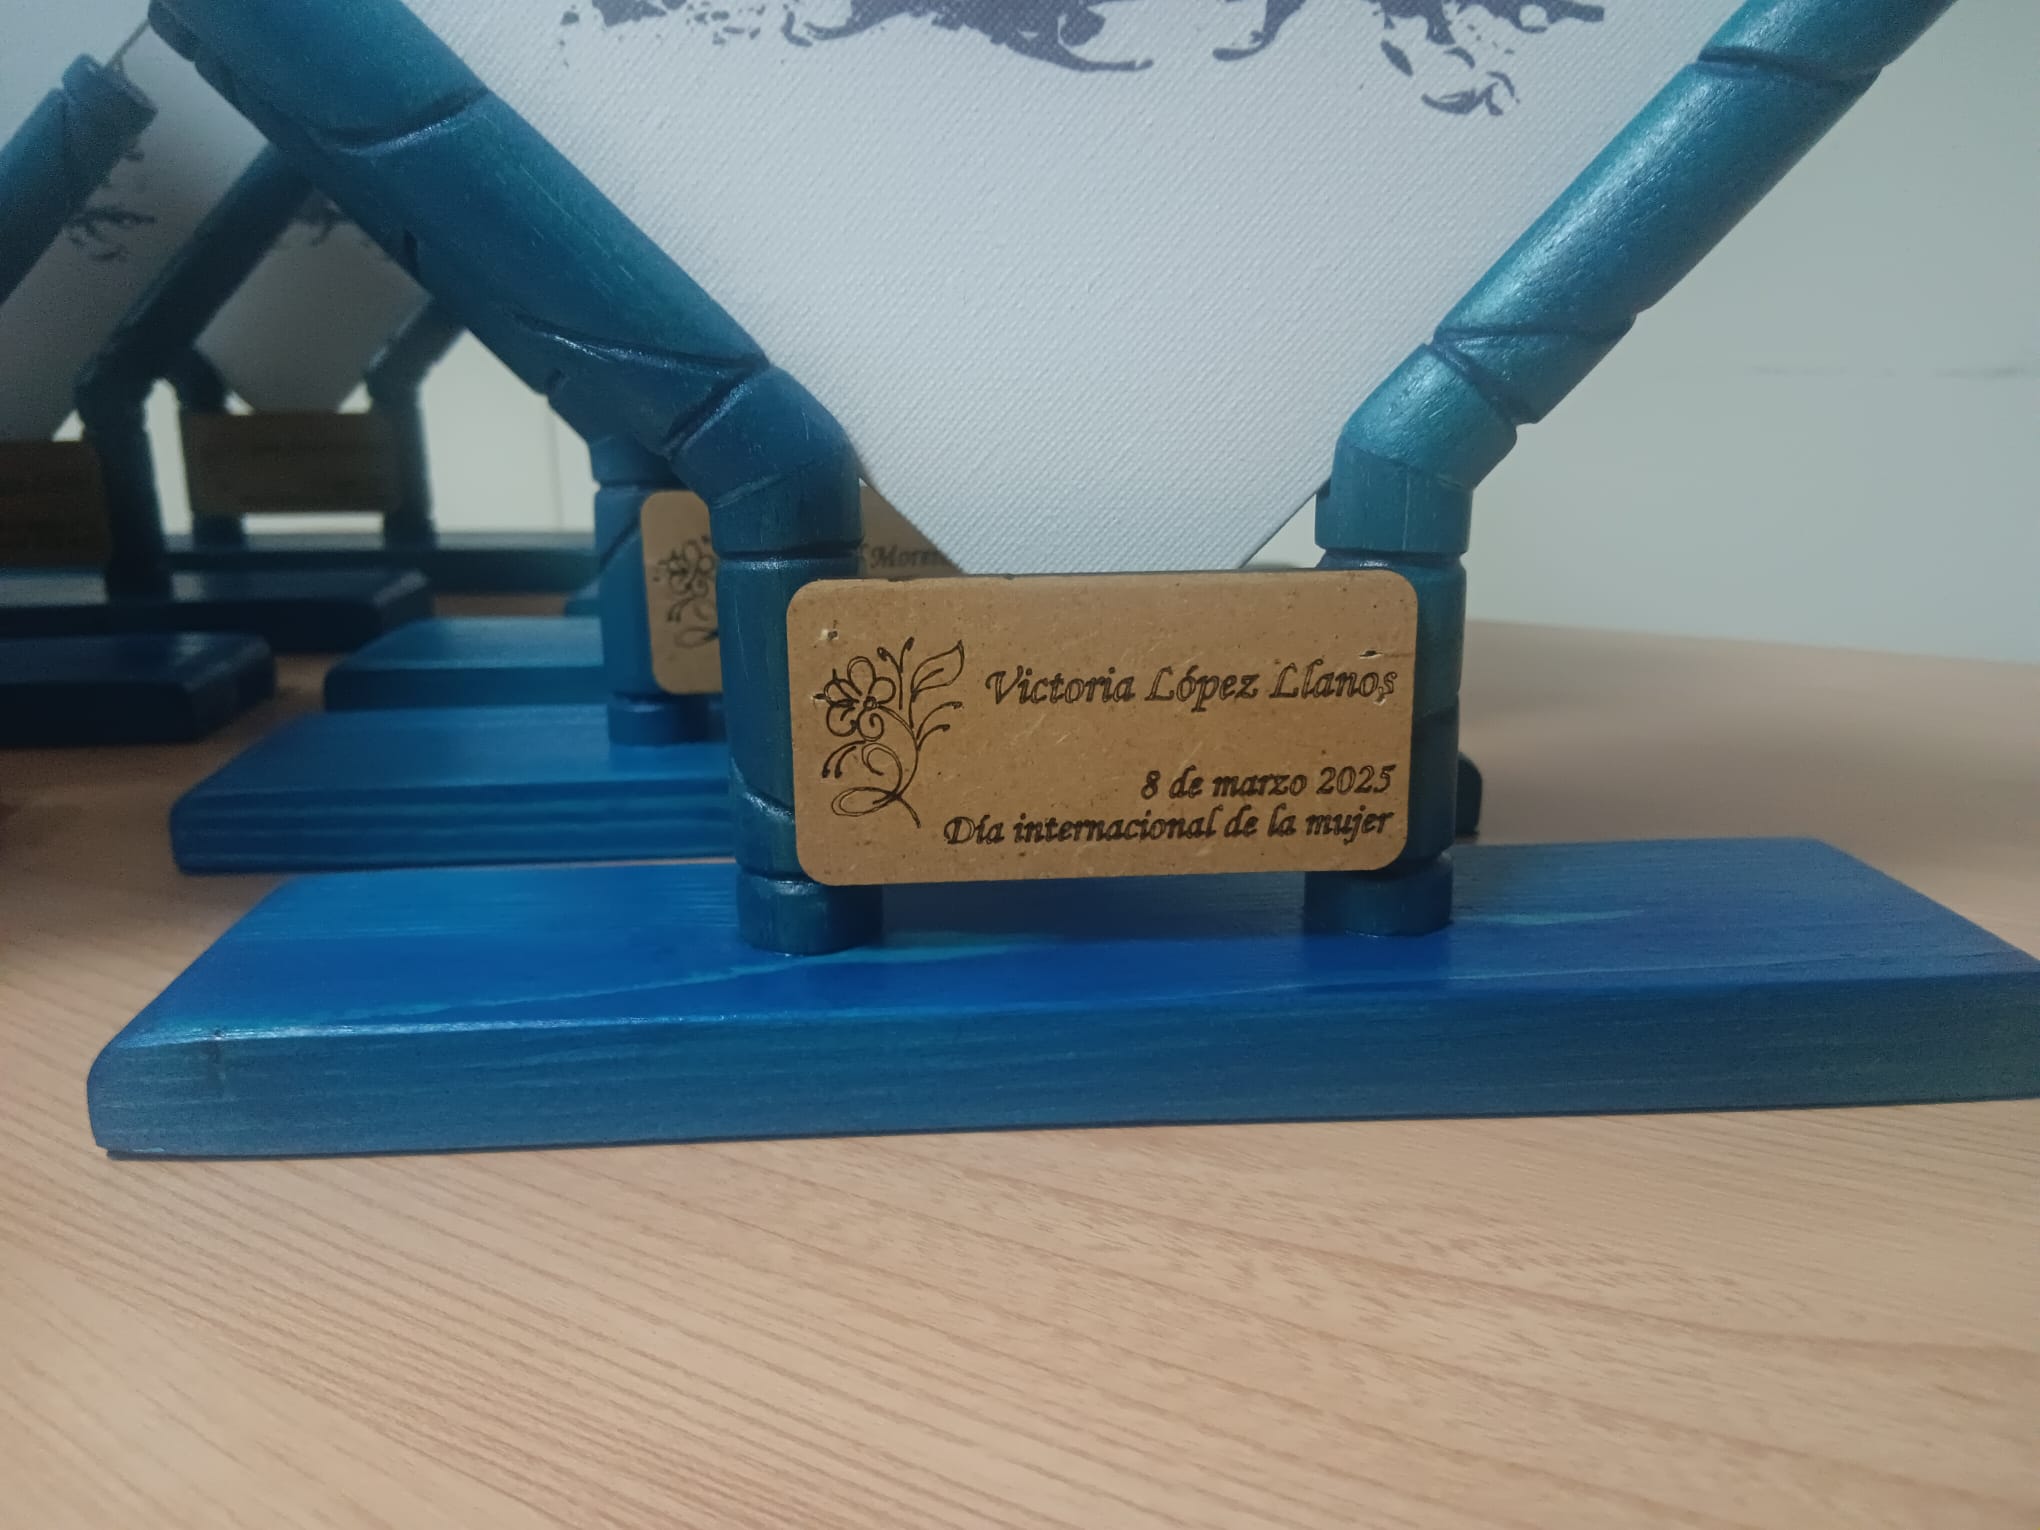 Victoria López Llanos
8 de marzo 2025
Día internacional de la mujer